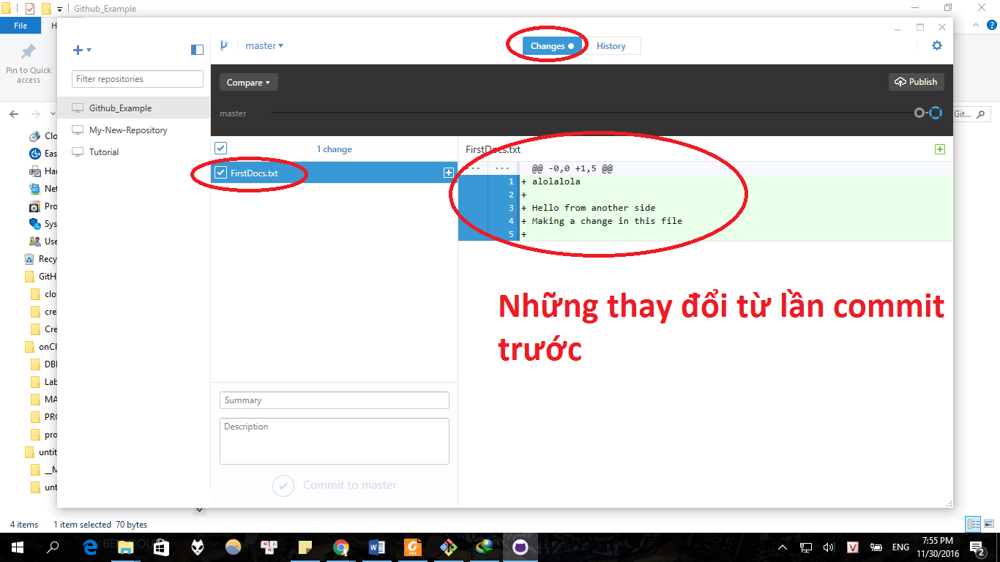 Github_Example
File
H
Pin to Quick
access
master
Changes
History
Filter repositories
Compare
Publish
Github_Example
master
Git...
My-New-Repository
Tutorial
1 change
FirstDocs.txt
FirstDocs.txt
@@ -0,0 +1,5 @@
1 + alolalola
2 +
3 + Hello from another side
4 + Making a change in this file
5 +
Clo
Eas
Har
Net
Pro
Sys
Use
Recy
GitH
clo
cre
Cre
onCl
DBI
Lab
MA
PRO
pro
untit
__M
unt
Những thay đổi từ lần commit
trước
Summary
Description
Commit to master
4 items
1 item selected 70 bytes
ENG
7:55 PM
11/30/2016
2